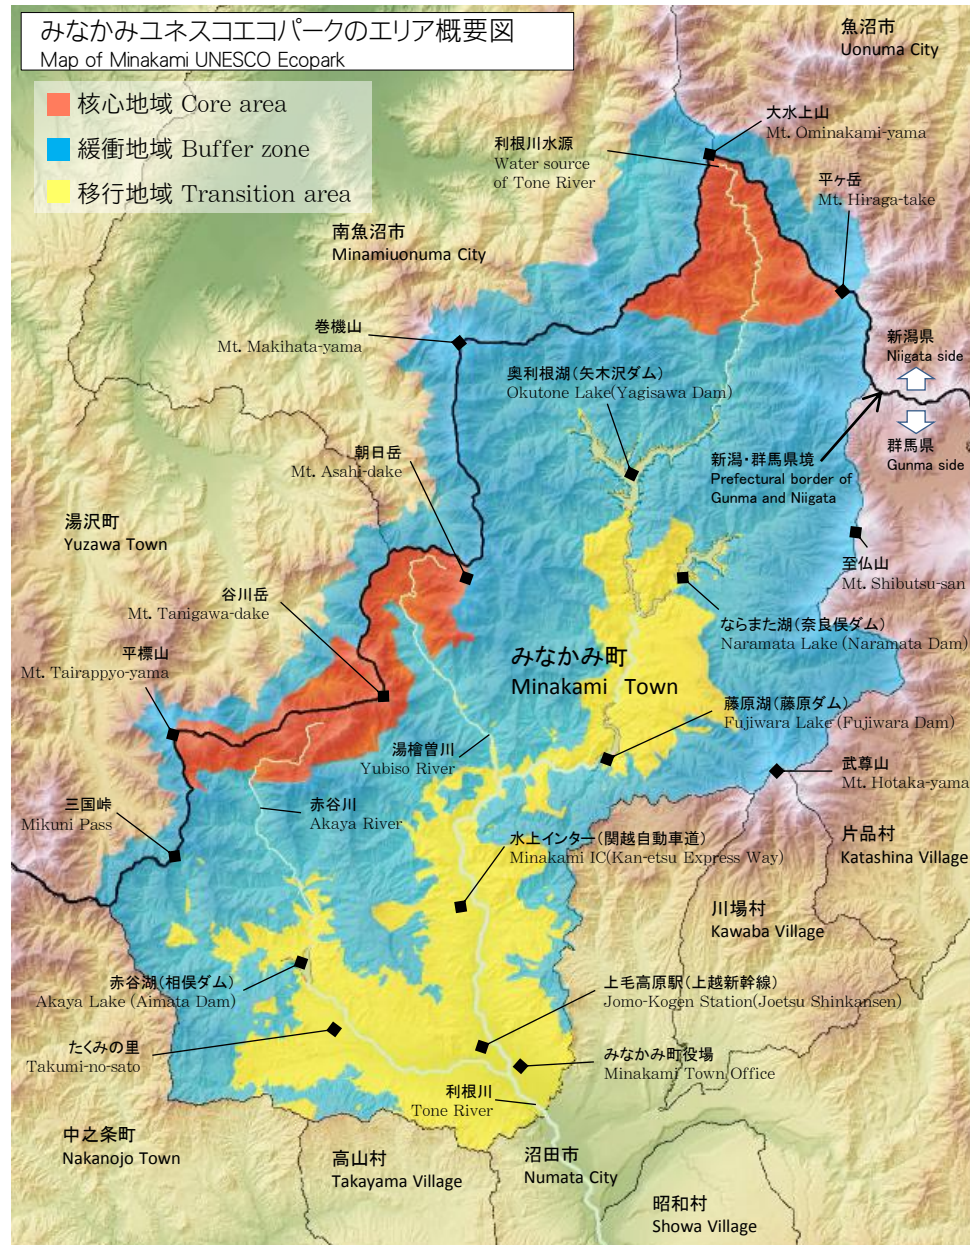 みなかみユネスコエコパークのエリア概要図
Map of Minakami UNESCO Ecopark
核心地域 Core area
緩衝地域 Buffer zone
移行地域 Transition area
魚沼市
Uonuma City
大水上山
Mt. Ominakami-yama
利根川水源
Water source
of Tone River
平ヶ岳
Mt. Hiraga-take
南魚沼市
Minamiuonuma City
巻機山
Mt. Makihata-yama
新潟県
Niigata side
奥利根湖(矢木沢ダム)
Okutone Lake(Yagisawa Dam)
群馬県
Gunma side
新潟・群馬県境
Prefectural border of
Gunma and Niigata
朝日岳
Mt. Asahi-dake
湯沢町
Yuzawa Town
至仏山
Mt. Shibutsu-san
谷川岳
Mt. Tanigawa-dake
ならまた湖(奈良俣ダム)
Naramata Lake (Naramata Dam)
平標山
Mt. Tairappyo-yama
みなかみ町
Minakami Town
藤原湖(藤原ダム)
Fujiwara Lake (Fujiwara Dam)
湯檜曽川
Yubiso River
武尊山
Mt. Hotaka-yama
三国峠
Mikuni Pass
赤谷川
Akaya River
水上インター(関越自動車道)
Minakami IC(Kan-etsu Express Way)
片品村
Katashina Village
川場村
Kawaba Village
赤谷湖(相俣ダム)
Akaya Lake (Aimata Dam)
上毛高原駅(上越新幹線)
Jomo-Kogen Station(Joetsu Shinkansen)
たくみの里
Takumi-no-sato
みなかみ町役場
Minakami Town Office
利根川
Tone River
中之条町
Nakanojo Town
高山村
Takayama Village
沼田市
Numata City
昭和村
Showa Village